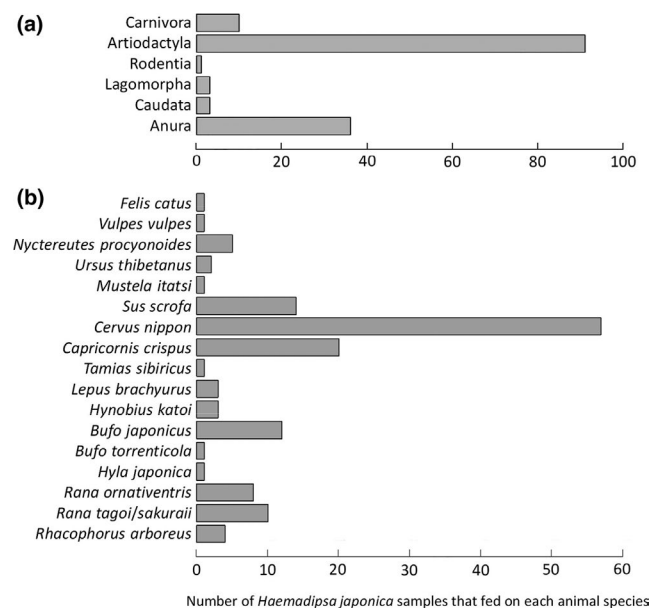 (a)
Carnivora
Artiodactyla
Rodentia
Lagomorpha
Caudata
Anura
0 20 40 60 80 100
(b)
Felis catus
Vulpes vulpes
Nyctereutes procyonoides
Ursus thibetanus
Mustela itatsi
Sus scrofa
Cervus nippon
Capricornis crispus
Tamias sibiricus
Lepus brachyurus
Hynobius katoi
Bufo japonicus
Bufo torrenticola
Hyla japonica
Rana ornativentris
Rana tagoi/sakuraii
Rhacophorus arboreus
0 10 20 30 40 50 60
Number of Haemadipsa japonica samples that fed on each animal species